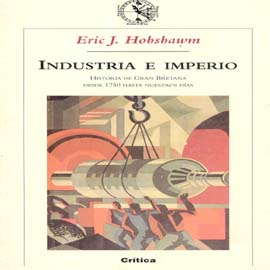 Eric J. Hobsbawm
INDUSTRIA E IMPERIO
HISTORIA DE GRAN BRETAÑA
DESDE 1750 HASTA NUESTROS DÍAS
Crítica